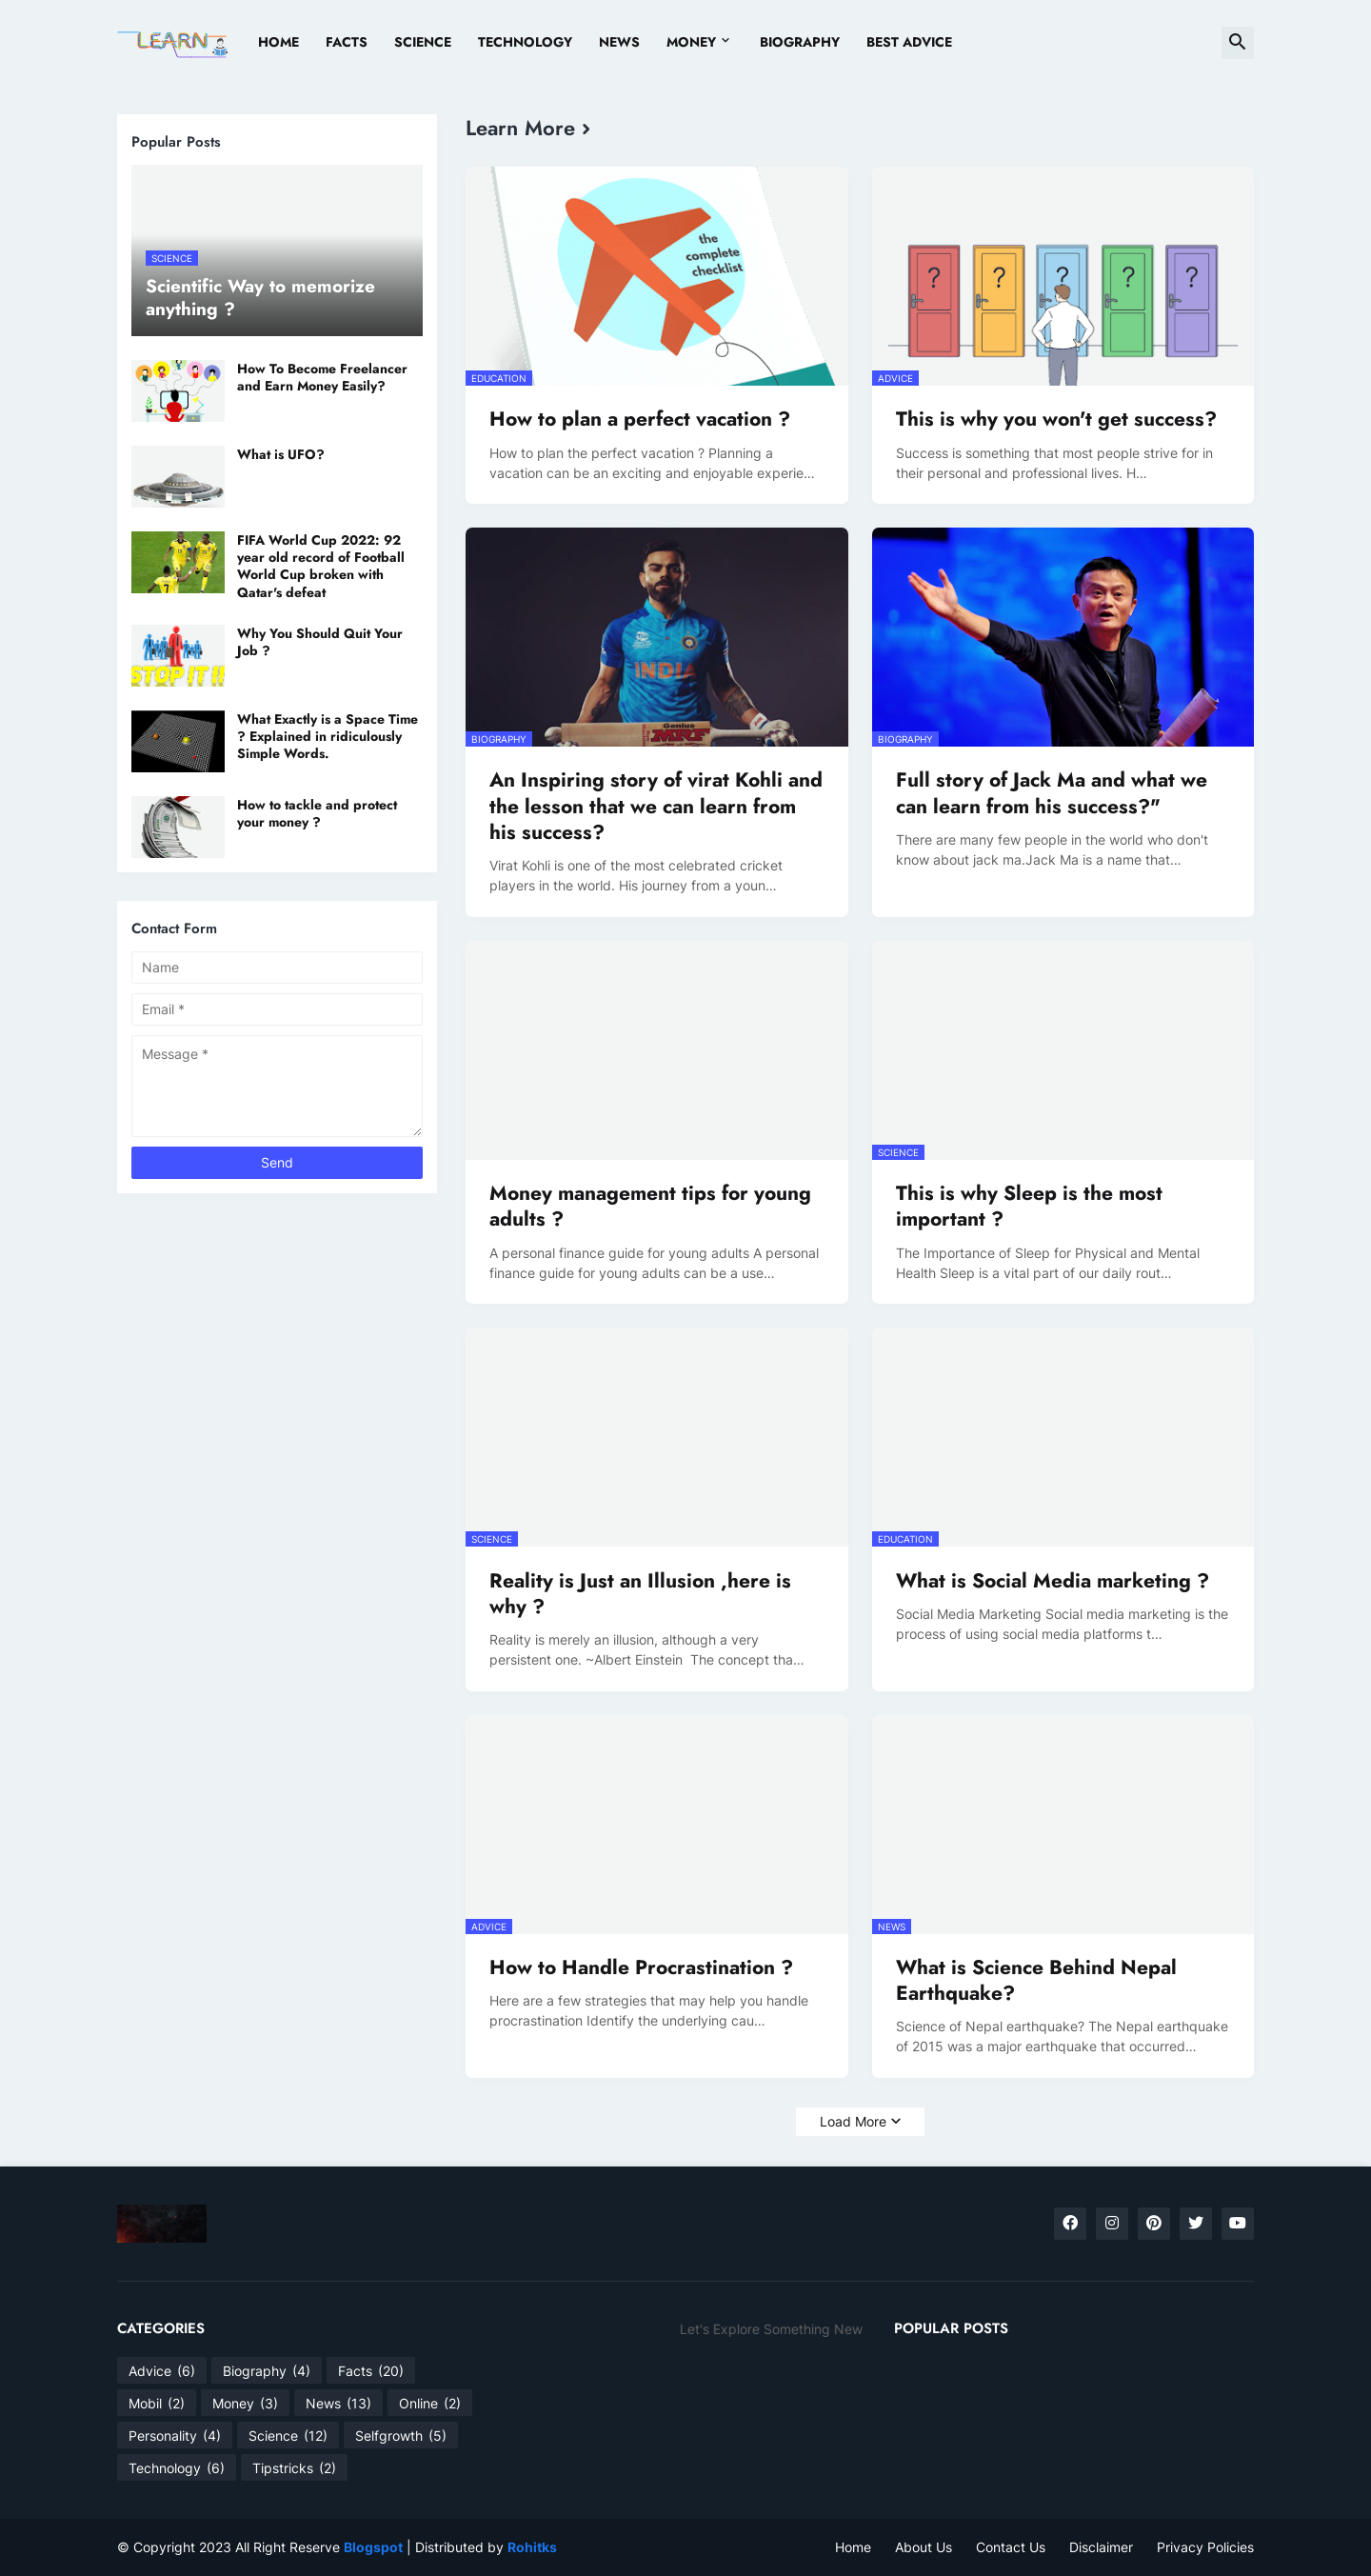 LEARN
HOME FACTS SCIENCE TECHNOLOGY NEWS MONEY BIOGRAPHY BEST ADVICE
Popular Posts
SCIENCE
Scientific Way to memorize
anything ?
How To Become Freelancer
and Earn Money Easily?
What is UFO?
FIFA World Cup 2022: 92
year old record of Football
World Cup broken with
Qatar's defeat
STOP IT !!
Why You Should Quit Your
Job ?
What Exactly is a Space Time
? Explained in ridiculously
Simple Words.
How to tackle and protect
your money ?
Contact Form
Name
Email *
Message *
Send
Learn More
the
complete
checklist
EDUCATION
How to plan a perfect vacation ?
How to plan the perfect vacation ? Planning a
vacation can be an exciting and enjoyable experie…
? ? ? ? ?
ADVICE
This is why you won't get success?
Success is something that most people strive for in
their personal and professional lives. H…
INDIA
Genius
MRF
BIOGRAPHY
An Inspiring story of virat Kohli and
the lesson that we can learn from
his success?
Virat Kohli is one of the most celebrated cricket
players in the world. His journey from a youn…
BIOGRAPHY
Full story of Jack Ma and what we
can learn from his success?"
There are many few people in the world who don't
know about jack ma.Jack Ma is a name that…
Money management tips for young
adults ?
A personal finance guide for young adults A personal
finance guide for young adults can be a use…
SCIENCE
This is why Sleep is the most
important ?
The Importance of Sleep for Physical and Mental
Health Sleep is a vital part of our daily rout…
SCIENCE
Reality is Just an Illusion ,here is
why ?
Reality is merely an illusion, although a very
persistent one. ~Albert Einstein  The concept tha…
EDUCATION
What is Social Media marketing ?
Social Media Marketing Social media marketing is the
process of using social media platforms t…
ADVICE
How to Handle Procrastination ?
Here are a few strategies that may help you handle
procrastination Identify the underlying cau…
NEWS
What is Science Behind Nepal
Earthquake?
Science of Nepal earthquake? The Nepal earthquake
of 2015 was a major earthquake that occurred…
Load More
CATEGORIES
Advice (6) Biography (4) Facts (20)
Mobil (2) Money (3) News (13) Online (2)
Personality (4) Science (12) Selfgrowth (5)
Technology (6) Tipstricks (2)
Let's Explore Something New
POPULAR POSTS
© Copyright 2023 All Right Reserve Blogspot | Distributed by Rohitks
Home About Us Contact Us Disclaimer Privacy Policies